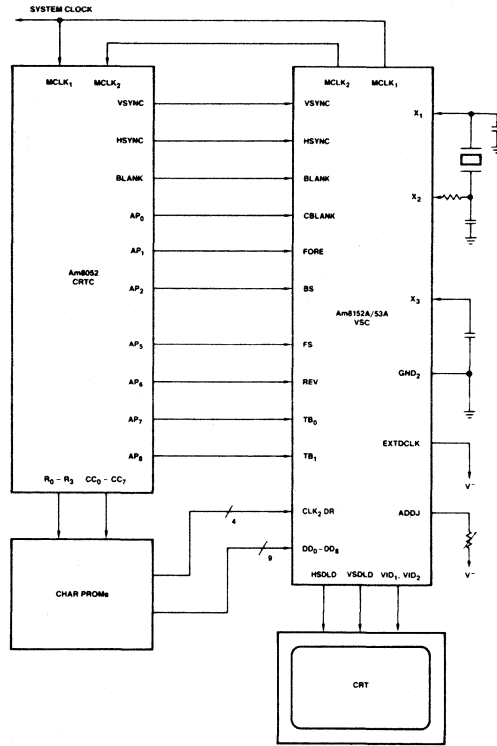 SYSTEM CLOCK
MCLK₁ MCLK₂
MCLK₂ MCLK₁
VSYNC VSYNC
X₁
HSYNC HSYNC
BLANK BLANK
X₂
AP₀ CBLANK
AP₁ FORE
Am8052
CRTC
AP₂ BS
X₃
Am8152A/53A
VSC
AP₅ FS
GND₂
AP₆ REV
AP₇ TB₀
EXTDCLK
AP₈ TB₁
V-
R₀ - R₃ CC₀ - CC₇
4
CLK₂ DR
ADDJ
CHAR PROMs
9
DD₀ - DD₈
V-
HSDLD VSDLD VID₁, VID₂
CRT